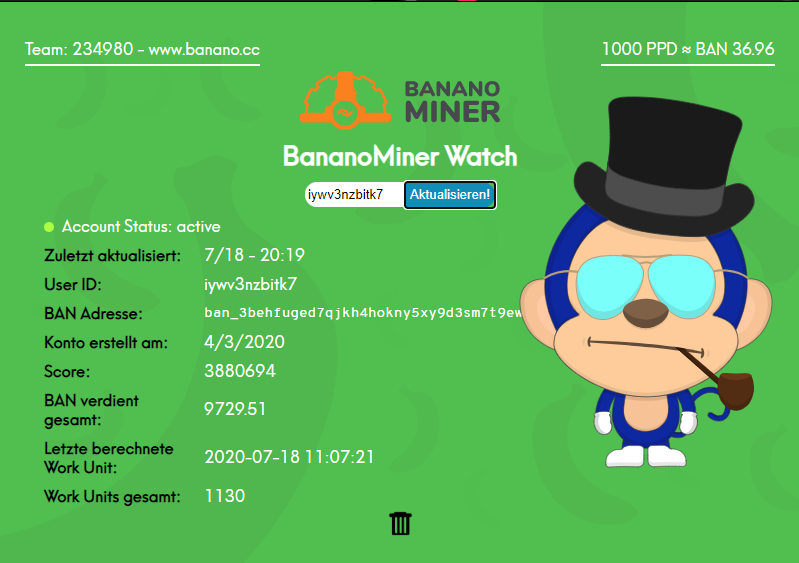 Team: 234980 - www.banano.cc
1000 PPD ≈ BAN 36.96
BANANO
MINER
BananoMiner Watch
iywv3nzbitk7
Aktualisieren!
Account Status: active
Zuletzt aktualisiert: 7/18 - 20:19
User ID: iywv3nzbitk7
BAN Adresse: ban_3behfuged7qjkh4hokny5xy9d3sm7t9ew
Konto erstellt am: 4/3/2020
Score: 3880694
BAN verdient
gesamt: 9729.51
Letzte berechnete
Work Unit: 2020-07-18 11:07:21
Work Units gesamt: 1130